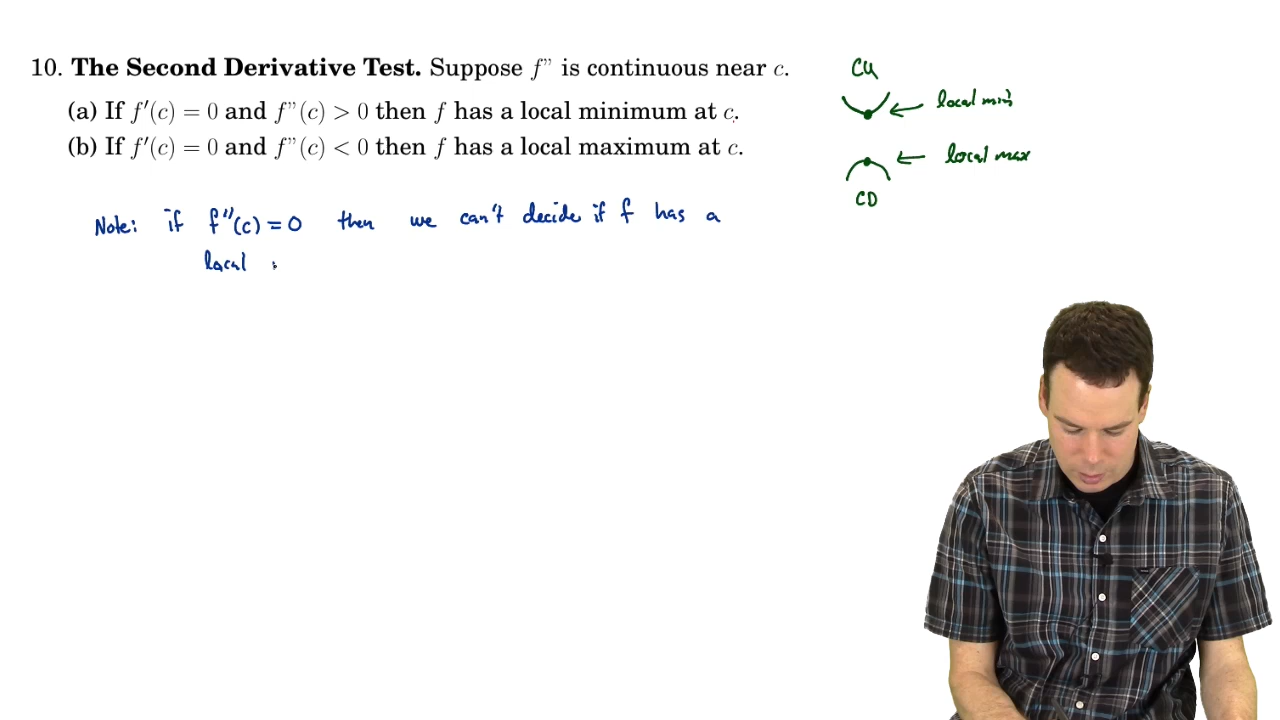 10. The Second Derivative Test. Suppose f” is continuous near c.
(a) If f′(c) = 0 and f”(c) > 0 then f has a local minimum at c.
(b) If f′(c) = 0 and f”(c) < 0 then f has a local maximum at c.
CU
local min
local max
CD
Note: if f"(c) = 0 then we can't decide if f has a
local